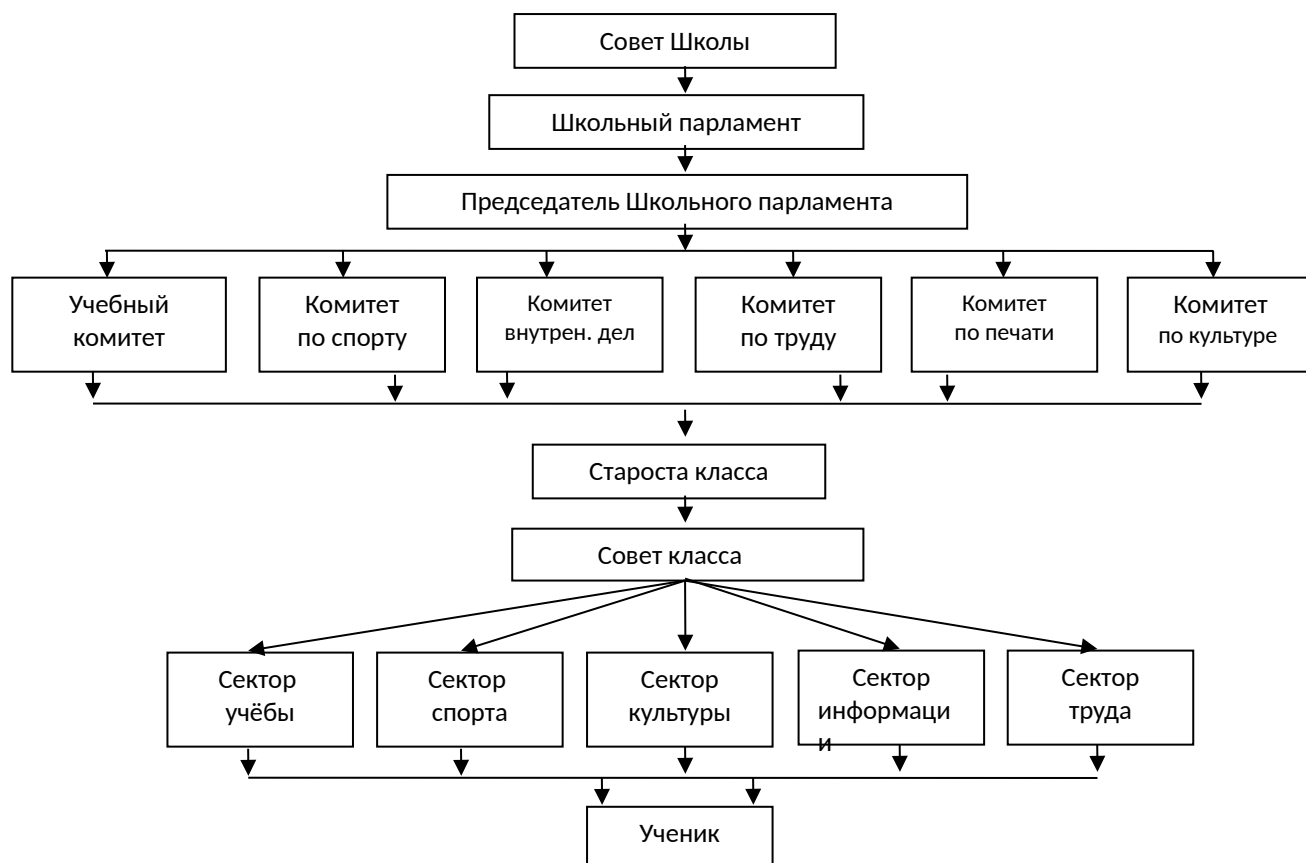 Совет Школы
Школьный парламент
Председатель Школьного парламента
Учебный
комитет
Комитет
по спорту
Комитет
внутрен. дел
Комитет
по труду
Комитет
по печати
Комитет
по культуре
Староста класса
Совет класса
Сектор
учёбы
Сектор
спорта
Сектор
культуры
Сектор
информаци
и
Сектор
труда
Ученик